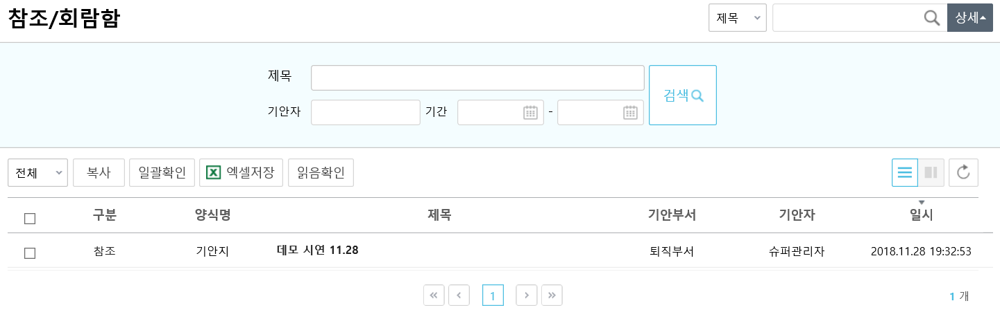 참조/회람함 제목 상세
제목
검색
기안자 기간 -
전체 복사 일괄확인 엑셀저장 읽음확인
구분 양식명 제목 기안부서 기안자 일시
참조 기안지 데모 시연 11.28 퇴직부서 슈퍼관리자 2018.11.28 19:32:53
1
1 개